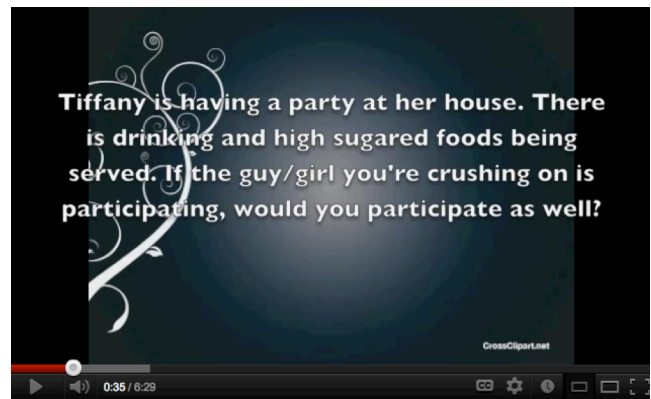 Tiffany is having a party at her house. There
is drinking and high sugared foods being
served. If the guy/girl you're crushing on is
participating, would you participate as well?
CrossClipart.net
0:35 / 6:29
CC